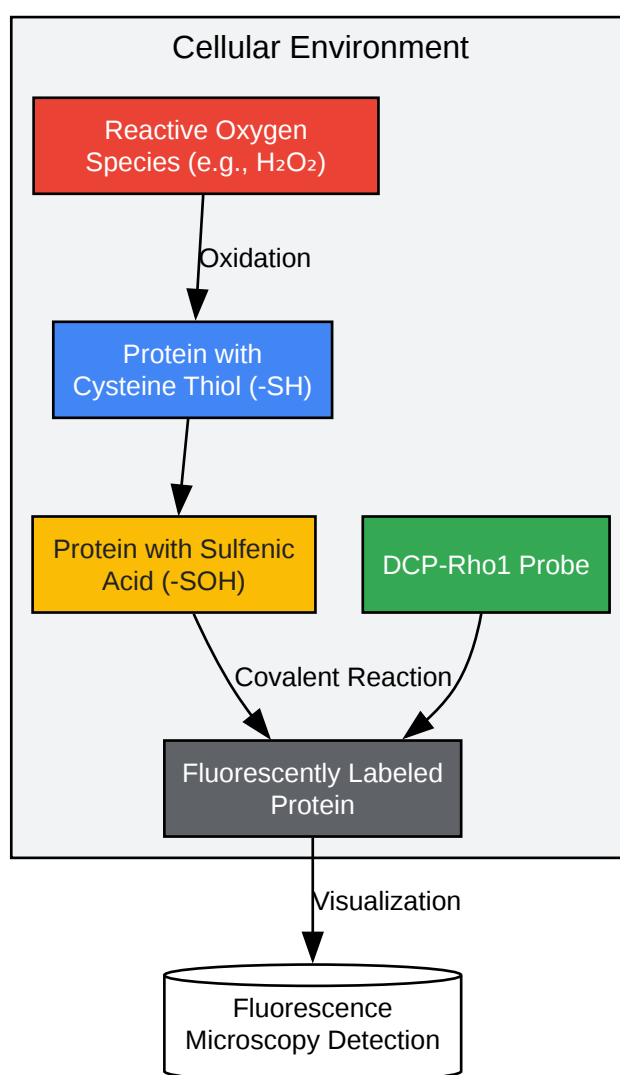 Cellular Environment
Reactive Oxygen
Species (e.g., H₂O₂)
Oxidation
Protein with
Cysteine Thiol (-SH)
Protein with Sulfenic
Acid (-SOH)
DCP-Rho1 Probe
Covalent Reaction
Fluorescently Labeled
Protein
Visualization
Fluorescence
Microscopy Detection